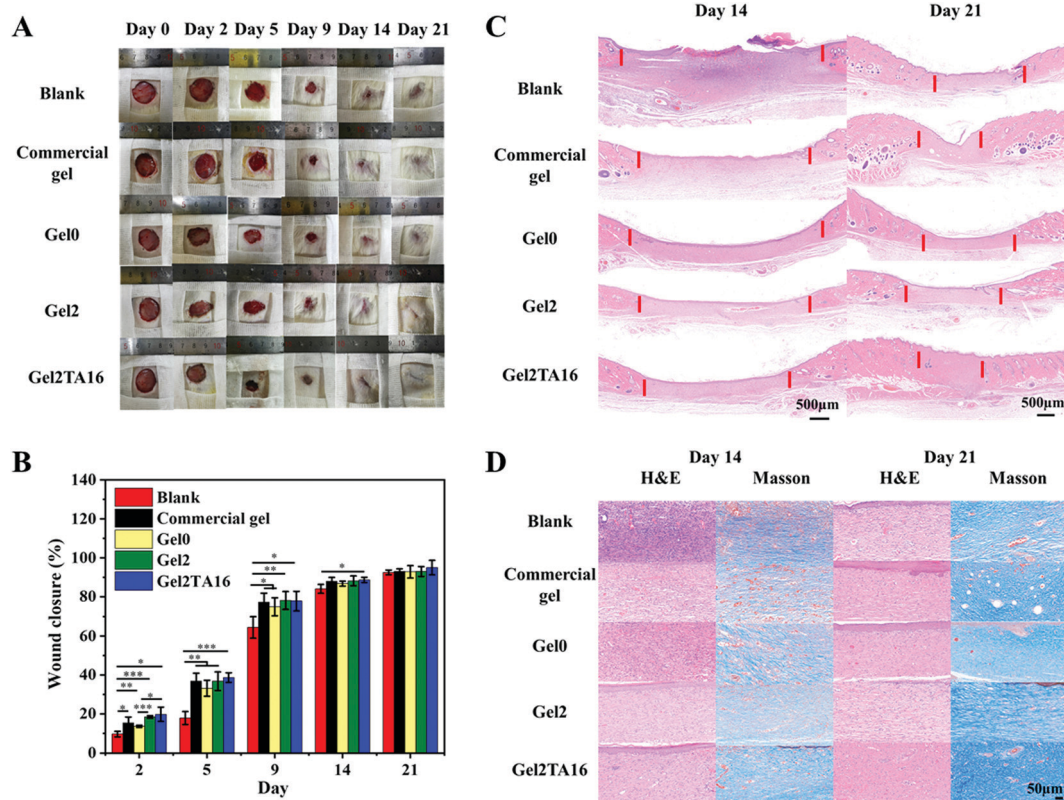 A
Day 0 Day 2 Day 5 Day 9 Day 14 Day 21
Blank
Commercial
gel
Gel0
Gel2
Gel2TA16
B
Wound closure (%)
140
120
100
80
60
40
20
0
Blank
Commercial gel
Gel0
Gel2
Gel2TA16
* *** ** * *** *
*** **
* ** *
*
2 5 9 14 21
Day
C
Day 14 Day 21
Blank
Commercial
gel
Gel0
Gel2
Gel2TA16
500μm 500μm
D
Day 14 Day 21
H&E Masson H&E Masson
Blank
Commercial
gel
Gel0
Gel2
Gel2TA16
50μm